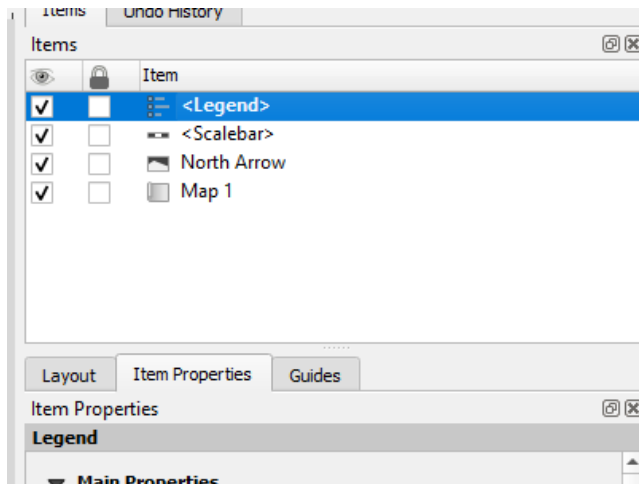 Items Undo History
Items
Item
<Legend>
<Scalebar>
North Arrow
Map 1
Layout Item Properties Guides
Item Properties
Legend
Main Properties